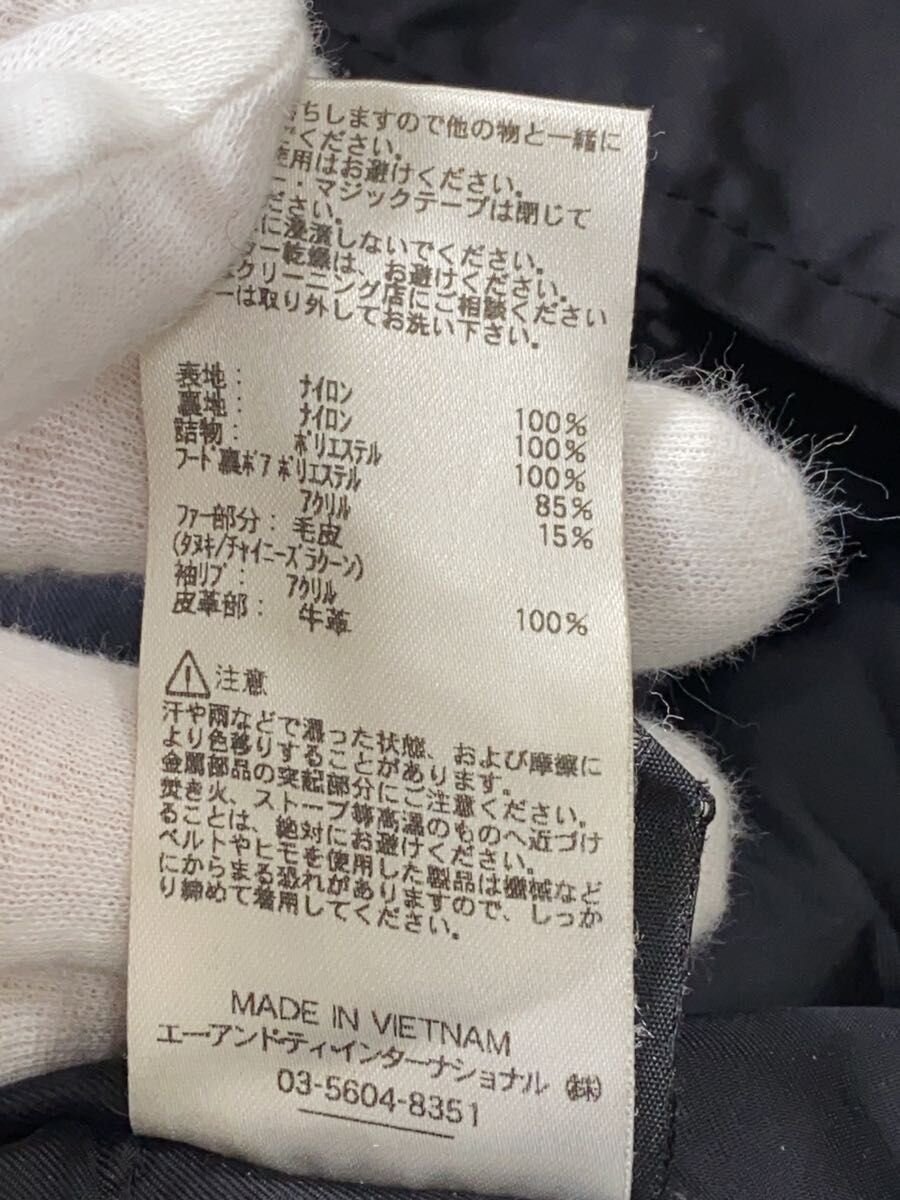 ちしますので他の物と一緒に
ください。
使用はお避けください。
ー・マジックテープは閉じて
ださい。
に浸漬しないでください。
ー乾燥は、お避けください。
クリーニング店にご相談ください
ーは取り外してお洗い下さい。
表地: ナイロン 100%
裏地: ナイロン 100%
詰物: ポリエステル 100%
フード裏ボア ポリエステル 85%
アクリル 15%
ファー部分: 毛皮
(タヌキ/チャイニーズラクーン)
袖リブ: アクリル 100%
皮革部: 牛革
⚠注意
汗や雨などで濡った状態、および摩擦に
より色移りすることがあります。
金属部品の突起部分にご注意ください。
焚き火、ストーブ等高温のものへ近づけ
ることは、絶対にお避けください。
ベルトやヒモを使用した製品は機械など
にからまる恐れがありますので、しっか
り締めて着用してください。
MADE IN VIETNAM
エー・アンド・ティ・インターナショナル ㈱
03-5604-8351